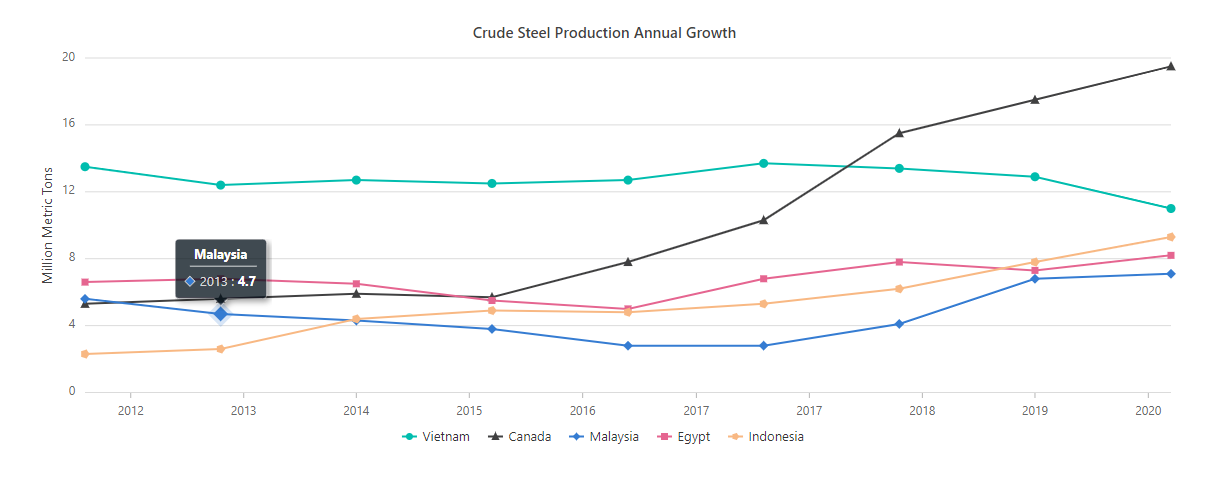 Crude Steel Production Annual Growth
20
16
12
8
4
0
Million Metric Tons
Malaysia
2013 : 4.7
2012 2013 2014 2015 2016 2017 2017 2018 2019 2020
Vietnam Canada Malaysia Egypt Indonesia